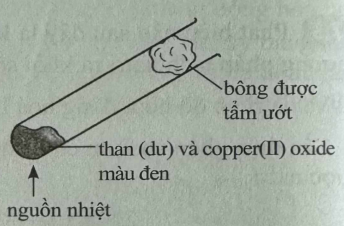 bông được
tẩm ướt
than (dư) và copper(II) oxide
màu đen
nguồn nhiệt